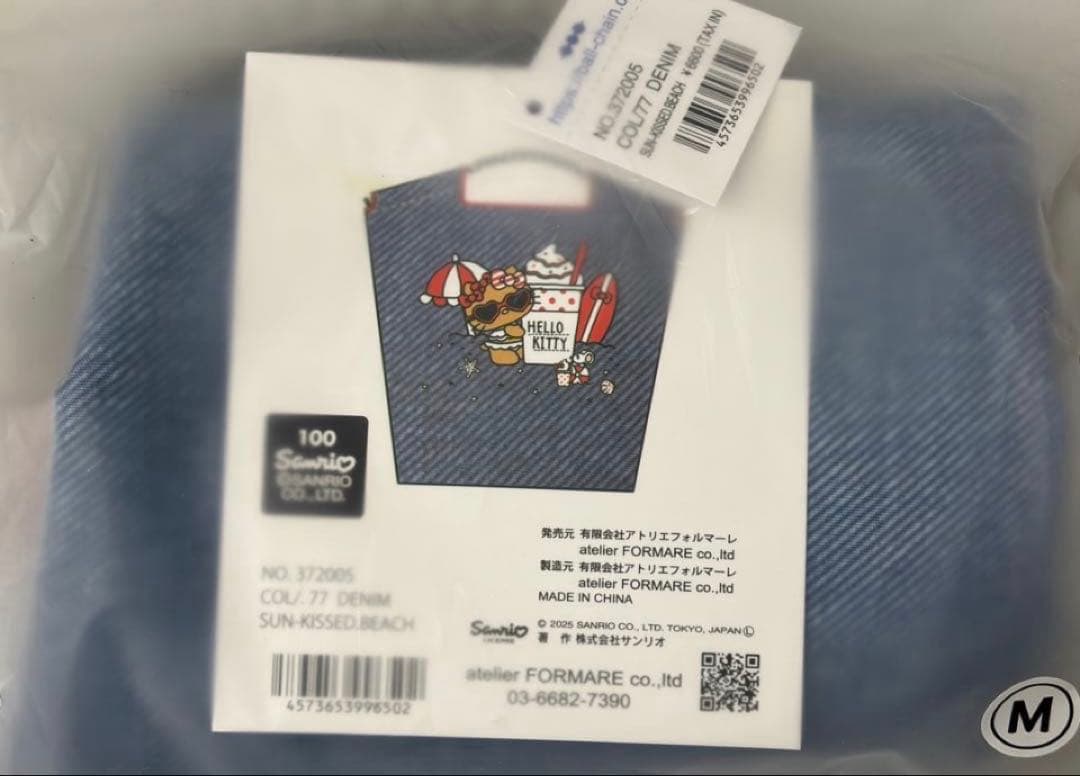 https://ball-chain.c
NO.372005
COL/77 DENIM
SUN-KISSED.BEACH ¥6600(TAX IN)
4573653996502
HELLO
KITTY.
100
Sanrio
©SANRIO
CO.,LTD.
発売元 有限会社アトリエフォルマーレ
atelier FORMARE co.,ltd
製造元 有限会社アトリエフォルマーレ
atelier FORMARE co.,ltd
MADE IN CHINA
NO. 372005
COL/. 77 DENIM
SUN-KISSED.BEACH
4573653996502
Sanrio
© 2025 SANRIO CO., LTD. TOKYO, JAPAN Ⓛ
著 作 株式会社サンリオ
atelier FORMARE co.,ltd
03-6682-7390
M